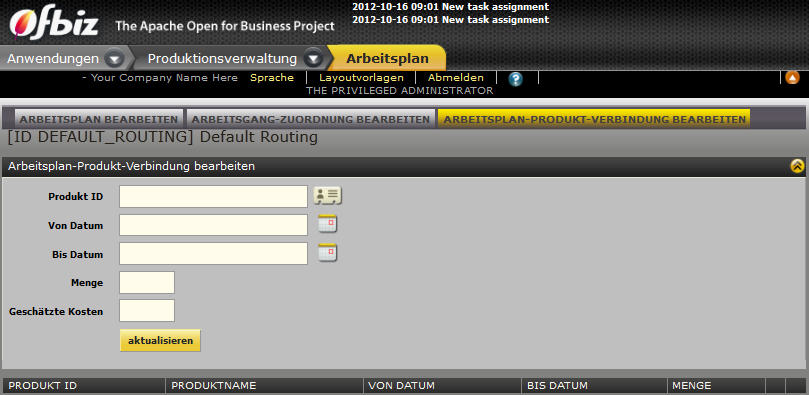 Ofbiz The Apache Open for Business Project
2012-10-16 09:01 New task assignment
2012-10-16 09:01 New task assignment
Anwendungen Produktionsverwaltung Arbeitsplan
- Your Company Name Here Sprache Layoutvorlagen Abmelden ?
THE PRIVILEGED ADMINISTRATOR
ARBEITSPLAN BEARBEITEN ARBEITSGANG-ZUORDNUNG BEARBEITEN ARBEITSPLAN-PRODUKT-VERBINDUNG BEARBEITEN
[ID DEFAULT_ROUTING] Default Routing
Arbeitsplan-Produkt-Verbindung bearbeiten
Produkt ID
Von Datum
Bis Datum
Menge
Geschätzte Kosten
aktualisieren
PRODUKT ID PRODUKTNAME VON DATUM BIS DATUM MENGE